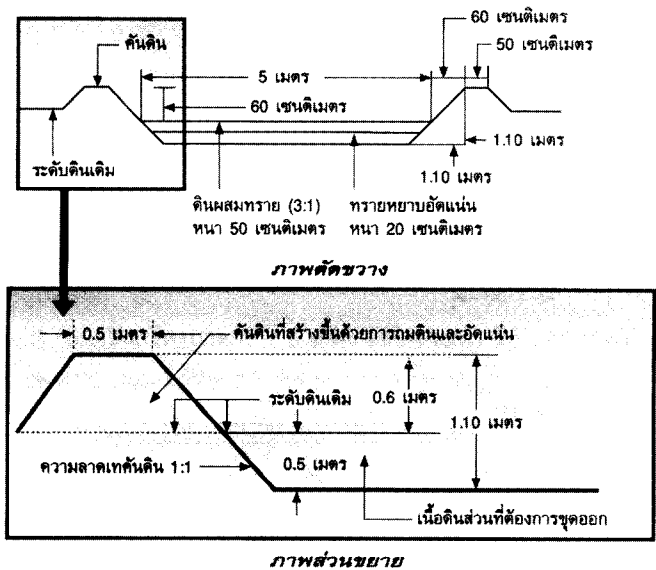 60 เซนติเมตร
คันดิน
50 เซนติเมตร
5 เมตร
60 เซนติเมตร
ระดับดินเดิม
1.10 เมตร
1.10 เมตร
ดินผสมทราย (3:1)
หนา 50 เซนติเมตร
ทรายหยาบอัดแน่น
หนา 20 เซนติเมตร
ภาพตัดขวาง
0.5 เมตร
คันดินที่สร้างขึ้นด้วยการถมดินและอัดแน่น
ระดับดินเดิม
0.6 เมตร
1.10 เมตร
ความลาดเทคันดิน 1:1
0.5 เมตร
เนื้อดินส่วนที่ต้องการขุดออก
ภาพส่วนขยาย